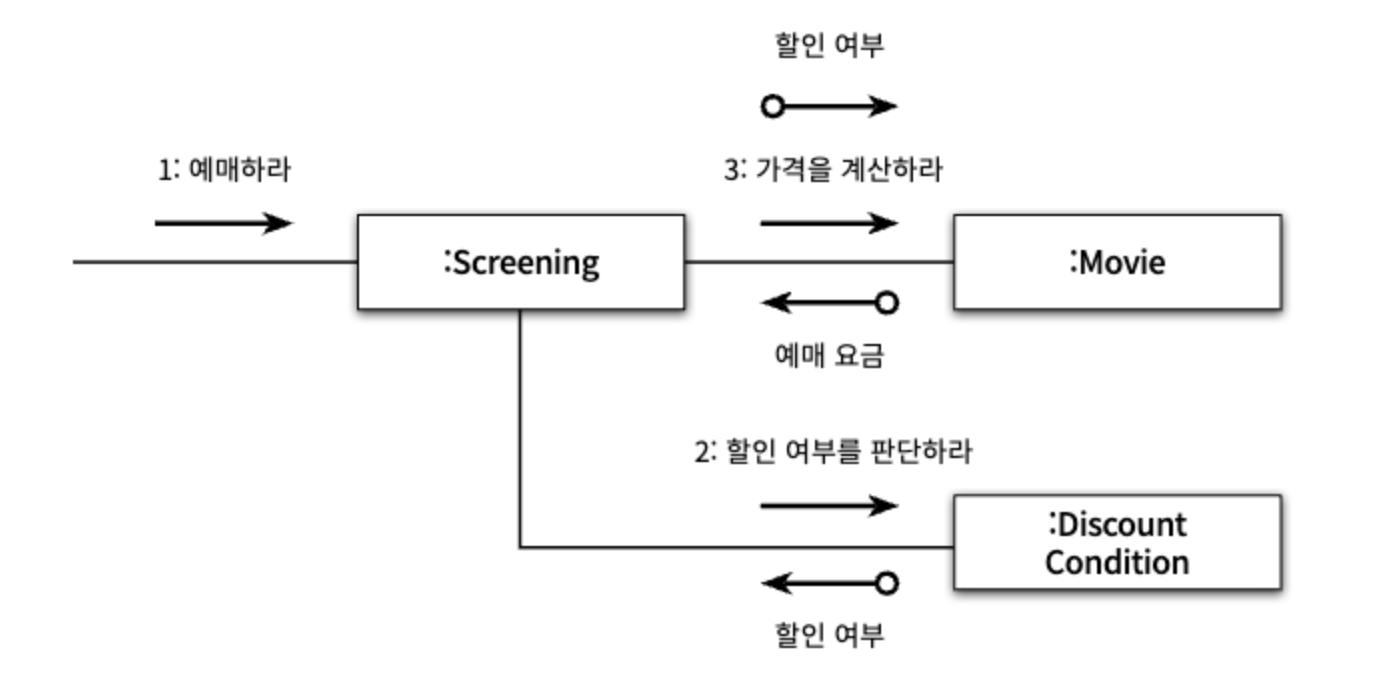 할인 여부
1: 예매하라
3: 가격을 계산하라
:Screening
:Movie
예매 요금
2: 할인 여부를 판단하라
:Discount
Condition
할인 여부